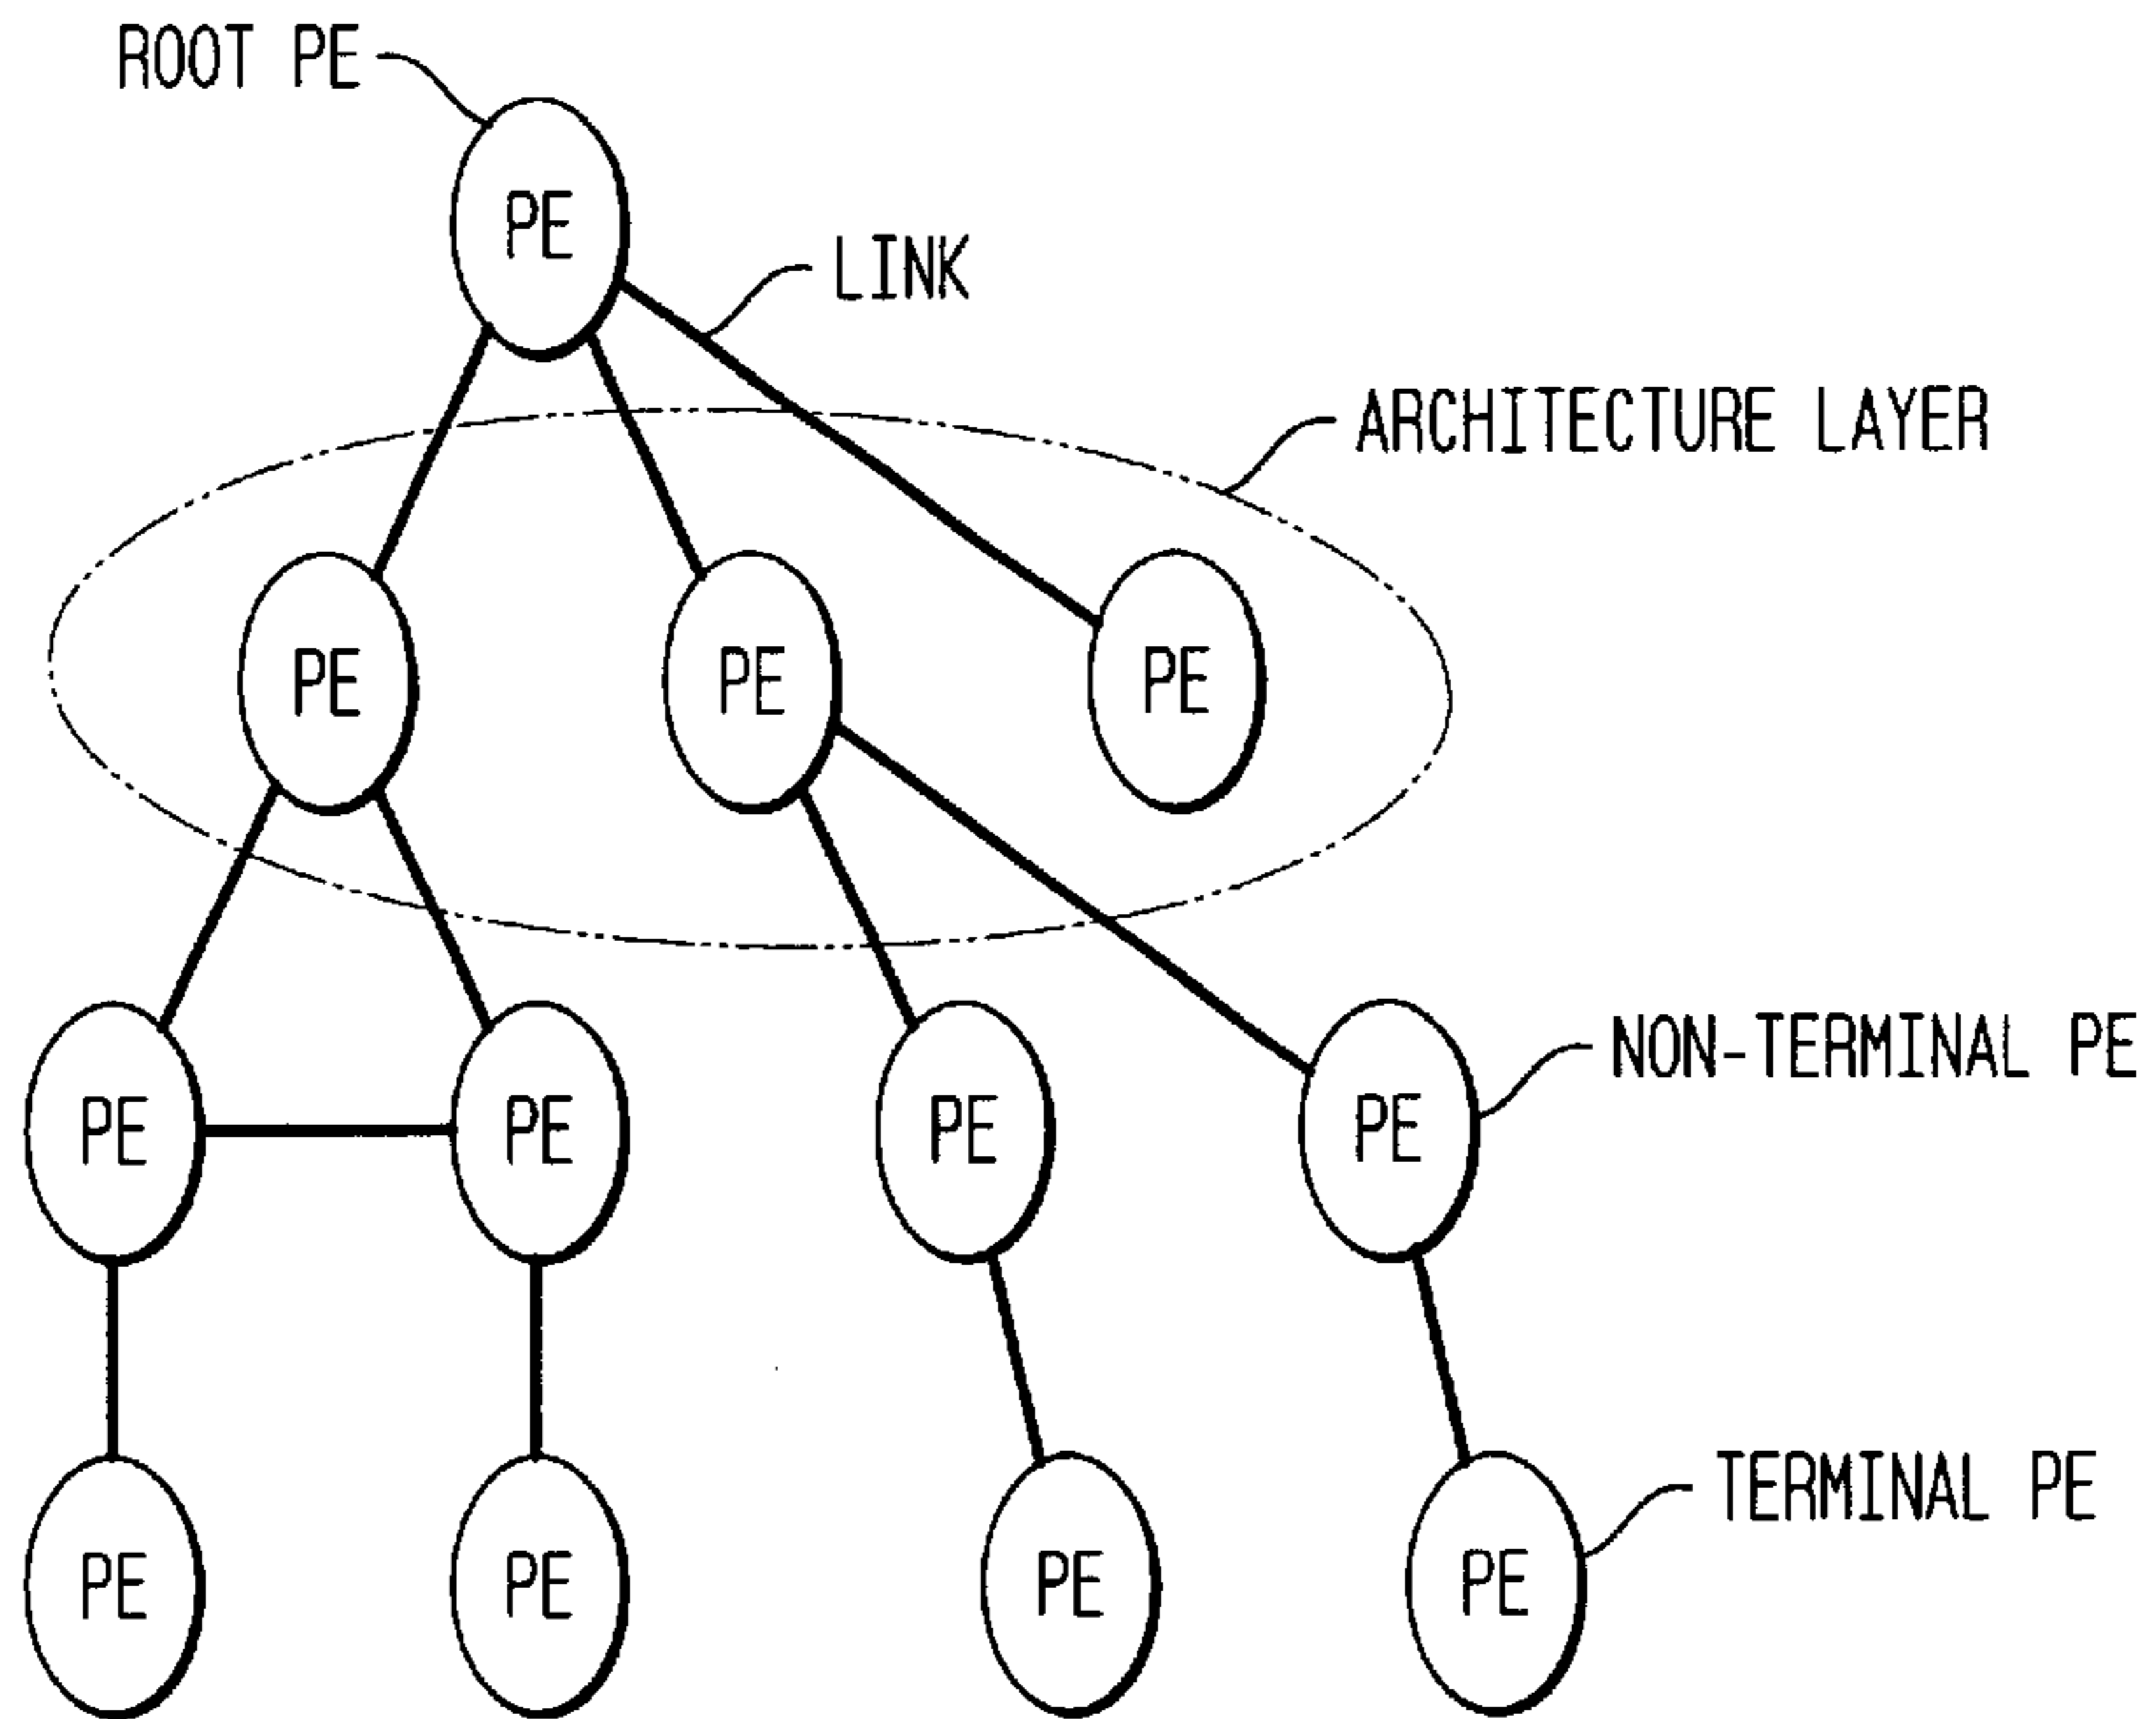 ROOT PE
PE
LINK
ARCHITECTURE LAYER
PE PE PE
NON-TERMINAL PE
PE PE PE PE
TERMINAL PE
PE PE PE PE